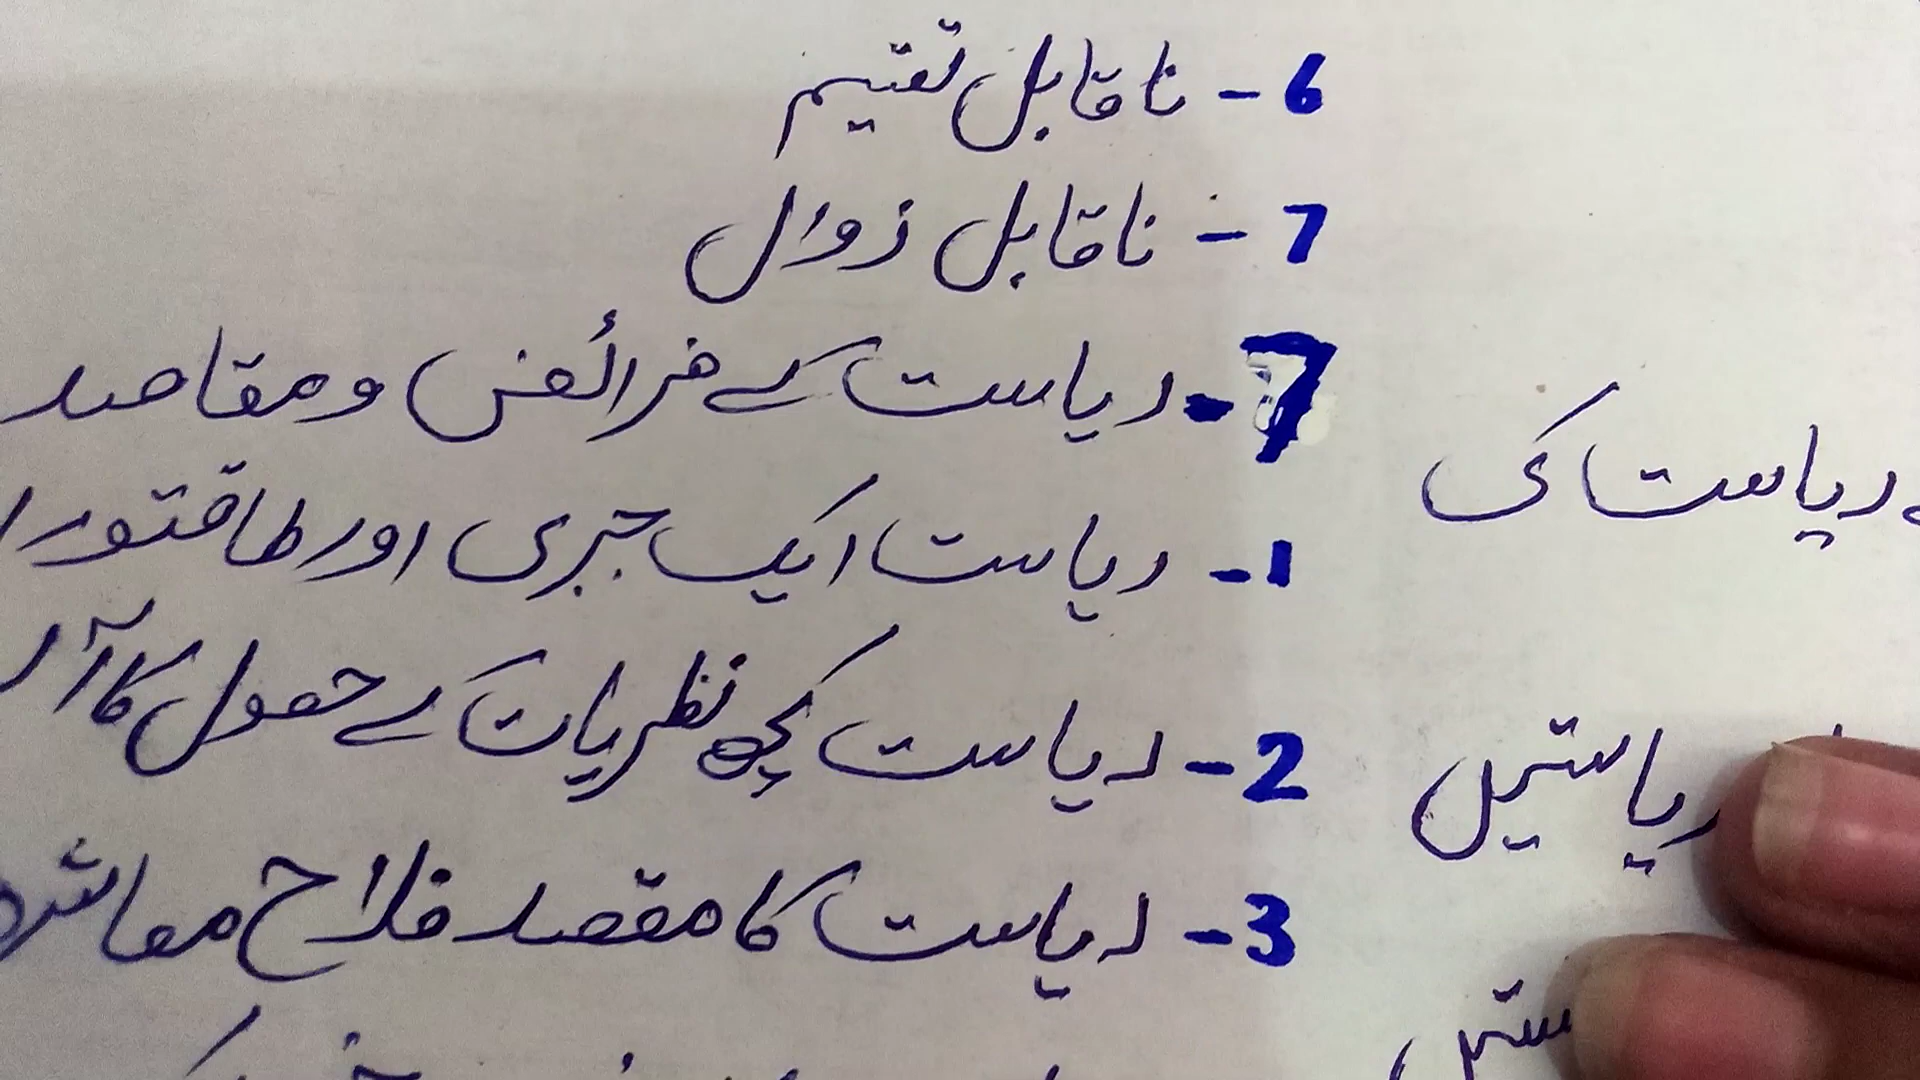 6 - ناقابل تقسیم
7 - ناقابل زوال
7 - ریاست کے فرائض و مقاصد
1 - ریاست ایک جبری اور طاقتور ا
2 - ریاست کچھ نظریات کے حصول کا آ
3 - ریاست کا مقصد فلاح معاشرہ
ریاست کی
ریاستیں